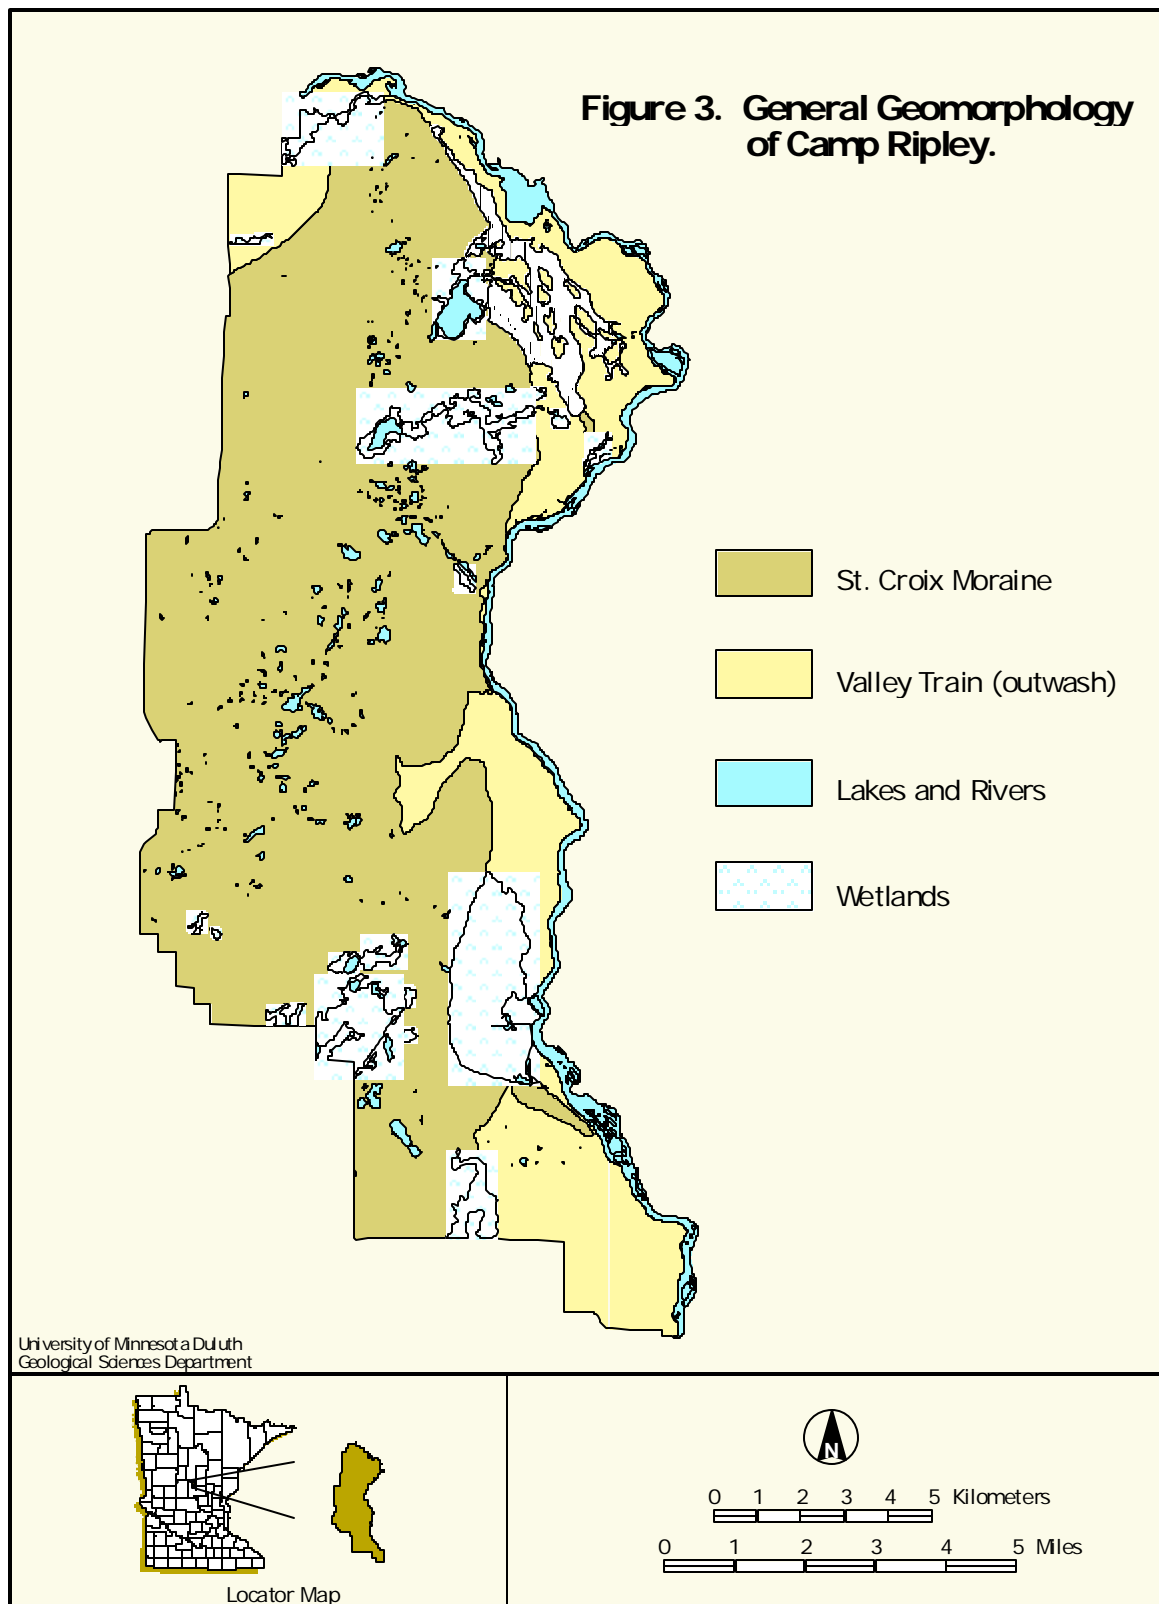 Figure 3. General Geomorphology
of Camp Ripley.
St. Croix Moraine
Valley Train (outwash)
Lakes and Rivers
Wetlands
University of Minnesota Duluth
Geological Sciences Department
Locator Map
N
0 1 2 3 4 5 Kilometers
0 1 2 3 4 5 Miles